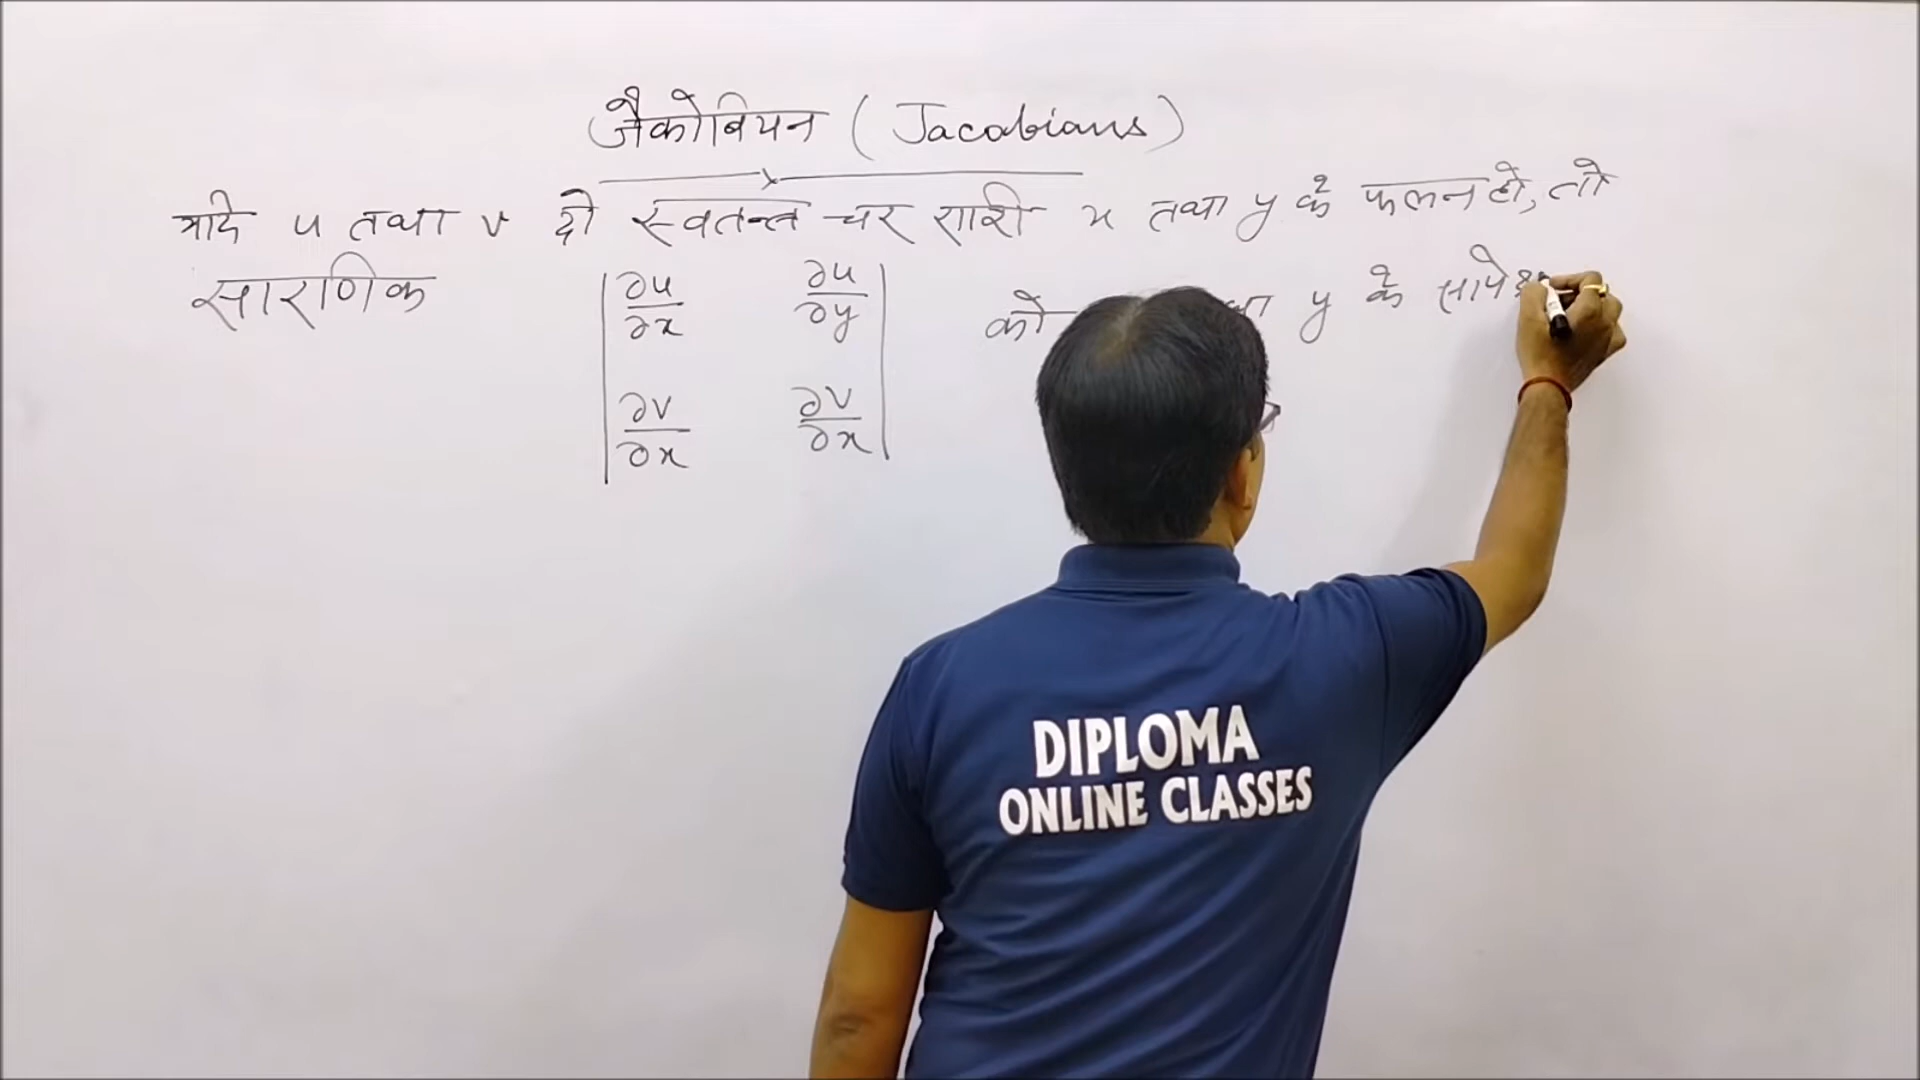 जैकोबियन ( Jacobians )
यदि u तथा v दो स्वतन्त्र चर राशी x तथा y के फलन हो, तो
सारणिक | ∂u/∂x ∂u/∂y | को y के सापेक्ष
| ∂v/∂x ∂v/∂x |
DIPLOMA
ONLINE CLASSES